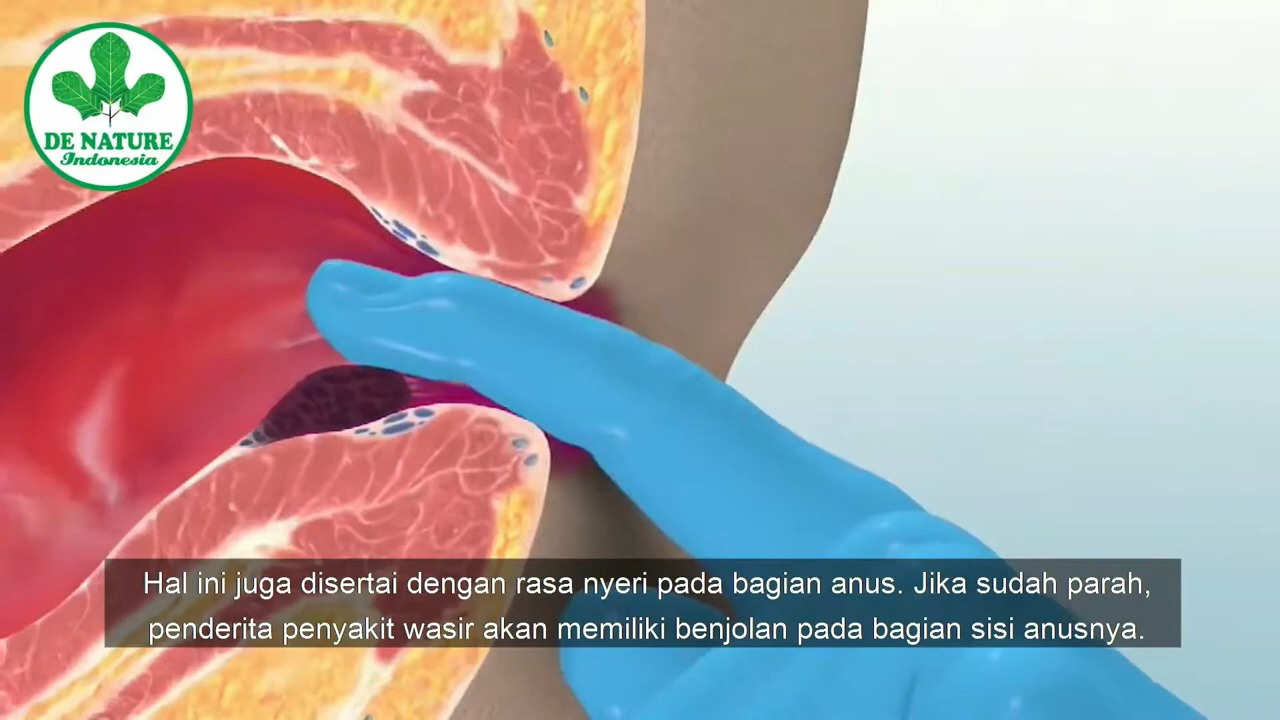 DE NATURE
Indonesia
Hal ini juga disertai dengan rasa nyeri pada bagian anus. Jika sudah parah,
penderita penyakit wasir akan memiliki benjolan pada bagian sisi anusnya.